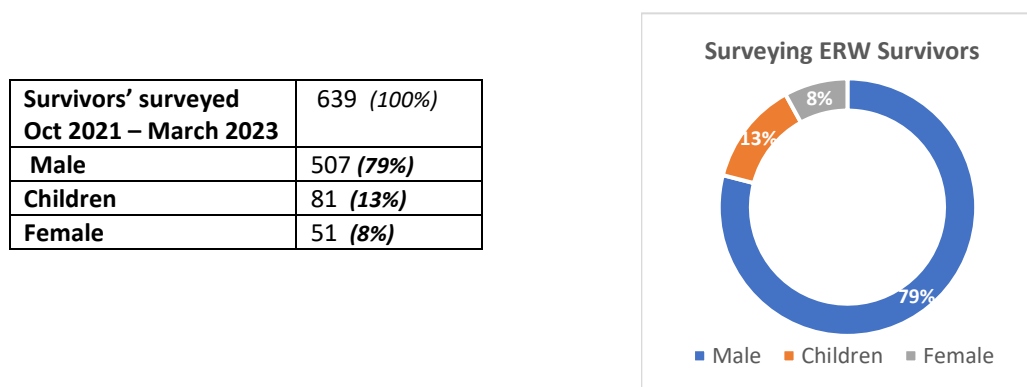 Survivors' surveyed 639 (100%)
Oct 2021 – March 2023
Male 507 (79%)
Children 81 (13%)
Female 51 (8%)
Surveying ERW Survivors
8%
13%
79%
Male Children Female